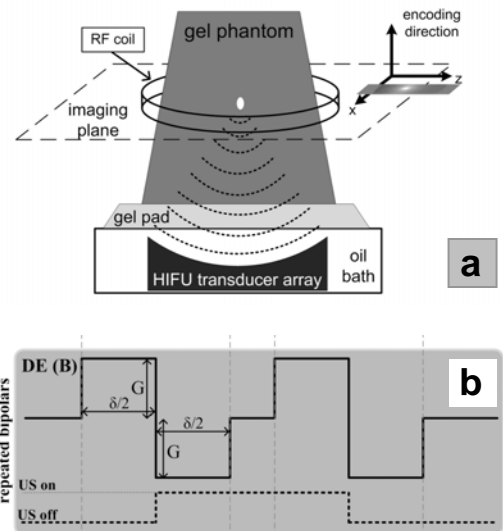 gel phantom
RF coil
encoding
direction
z
x
imaging
plane
gel pad
oil
bath
HIFU transducer array
a
b
DE (B)
G
δ/2
δ/2
G
repeated bipolars
US on
US off